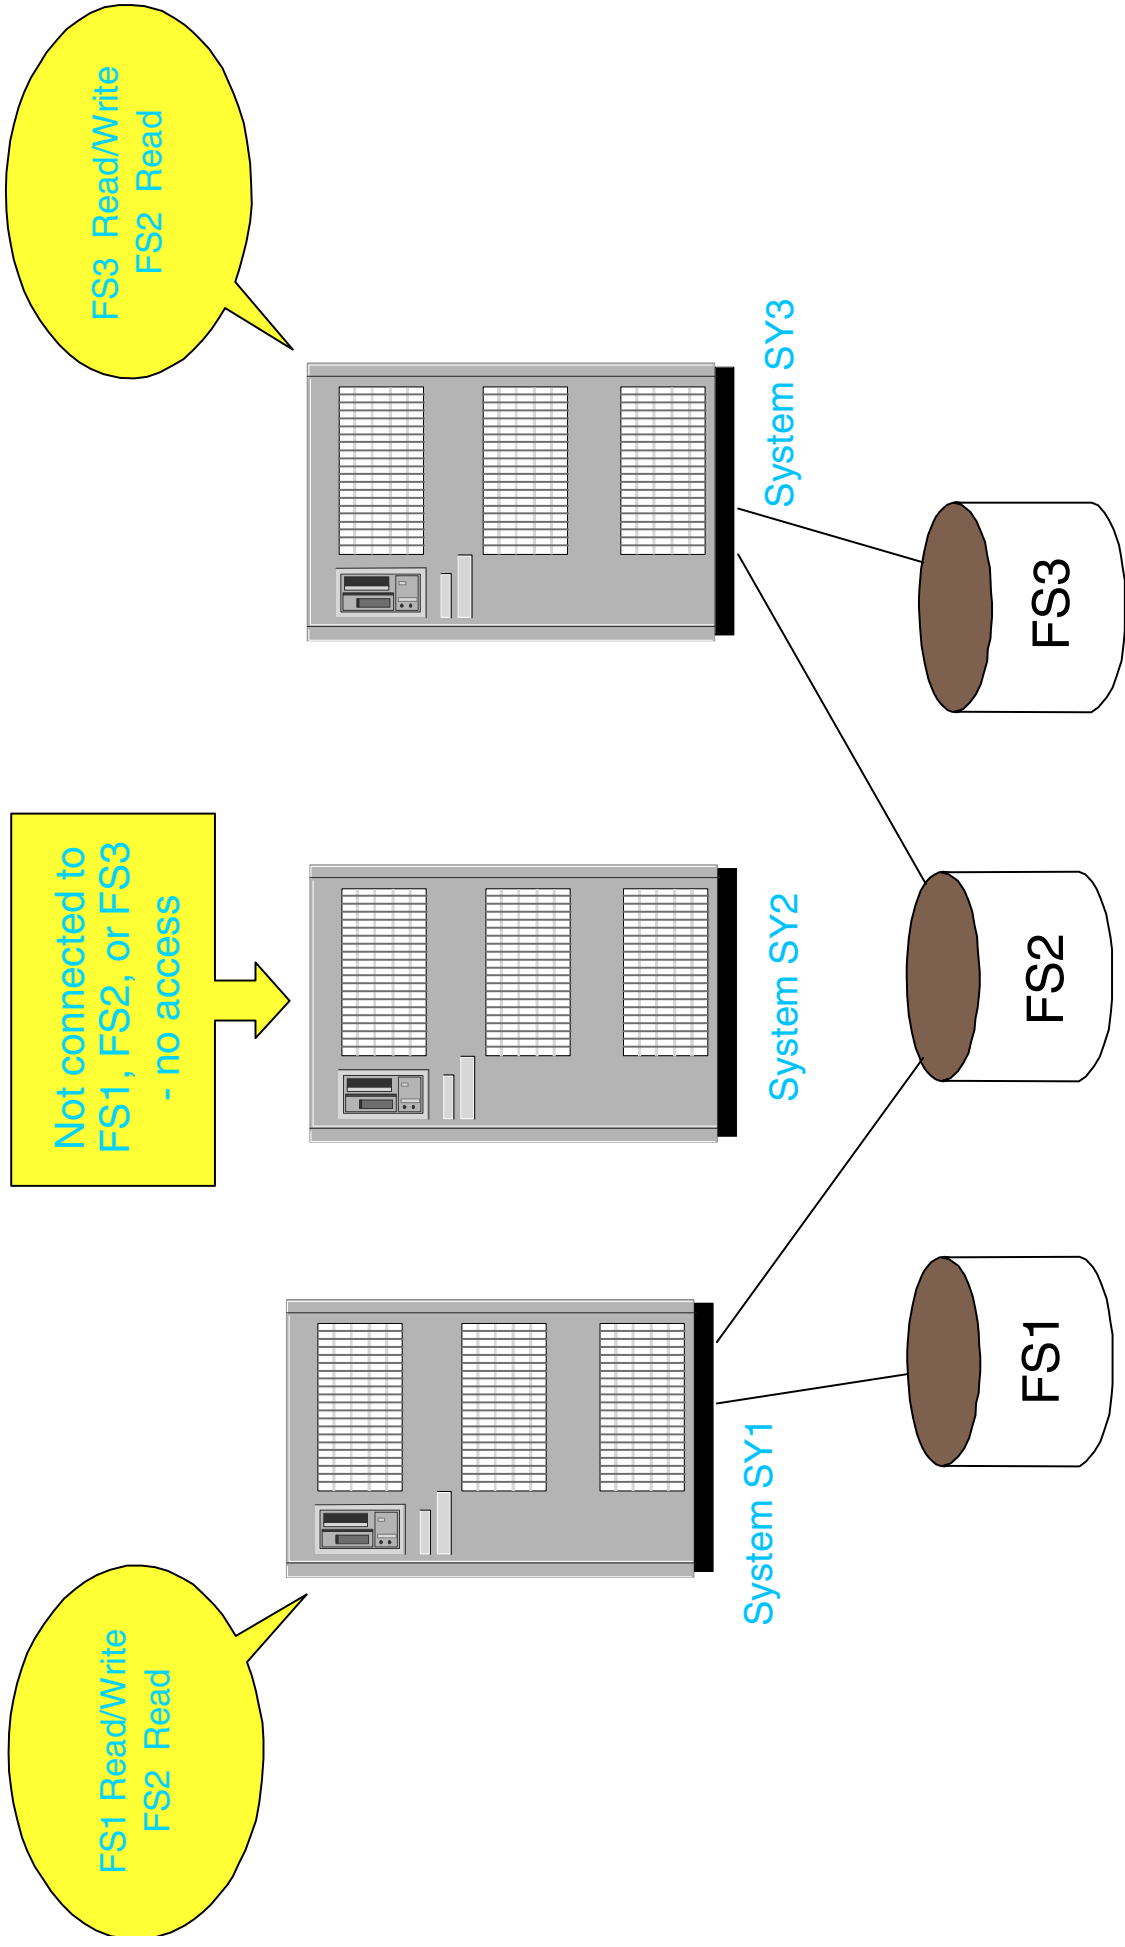 FS1 Read/Write
FS2 Read
Not connected to
FS1, FS2, or FS3
- no access
FS3 Read/Write
FS2 Read
System SY1
System SY2
System SY3
FS1
FS2
FS3